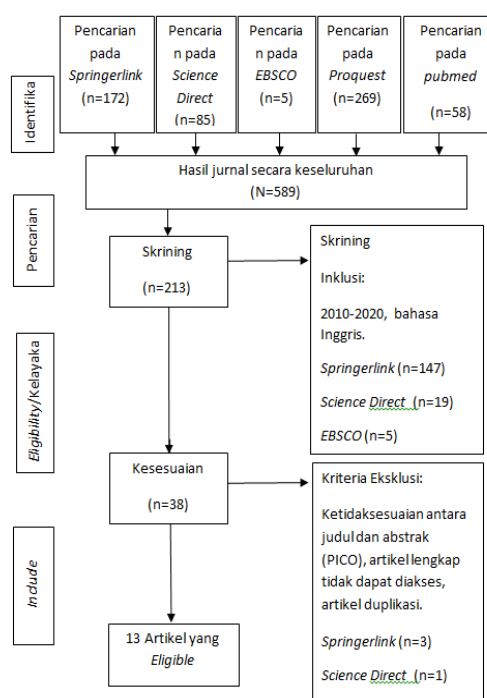 Pencarian
pada
Springerlink
(n=172)
Pencaria
n pada
Science
Direct
(n=85)
Pencaria
n pada
EBSCO
(n=5)
Pencarian
pada
Proquest
(n=269)
Pencarian
pada
pubmed
(n=58)
Identifika
Hasil jurnal secara keseluruhan
(N=589)
Pencarian
Skrining
(n=213)
Skrining
Inklusi:
2010-2020, bahasa
Inggris.
Springerlink (n=147)
Science Direct (n=19)
EBSCO (n=5)
Eligibility/Kelayaka
Kesesuaian
(n=38)
Kriteria Eksklusi:
Ketidaksesuaian antara
judul dan abstrak
(PICO), artikel lengkap
tidak dapat diakses,
artikel duplikasi.
Springerlink (n=3)
Science Direct (n=1)
Include
13 Artikel yang
Eligible